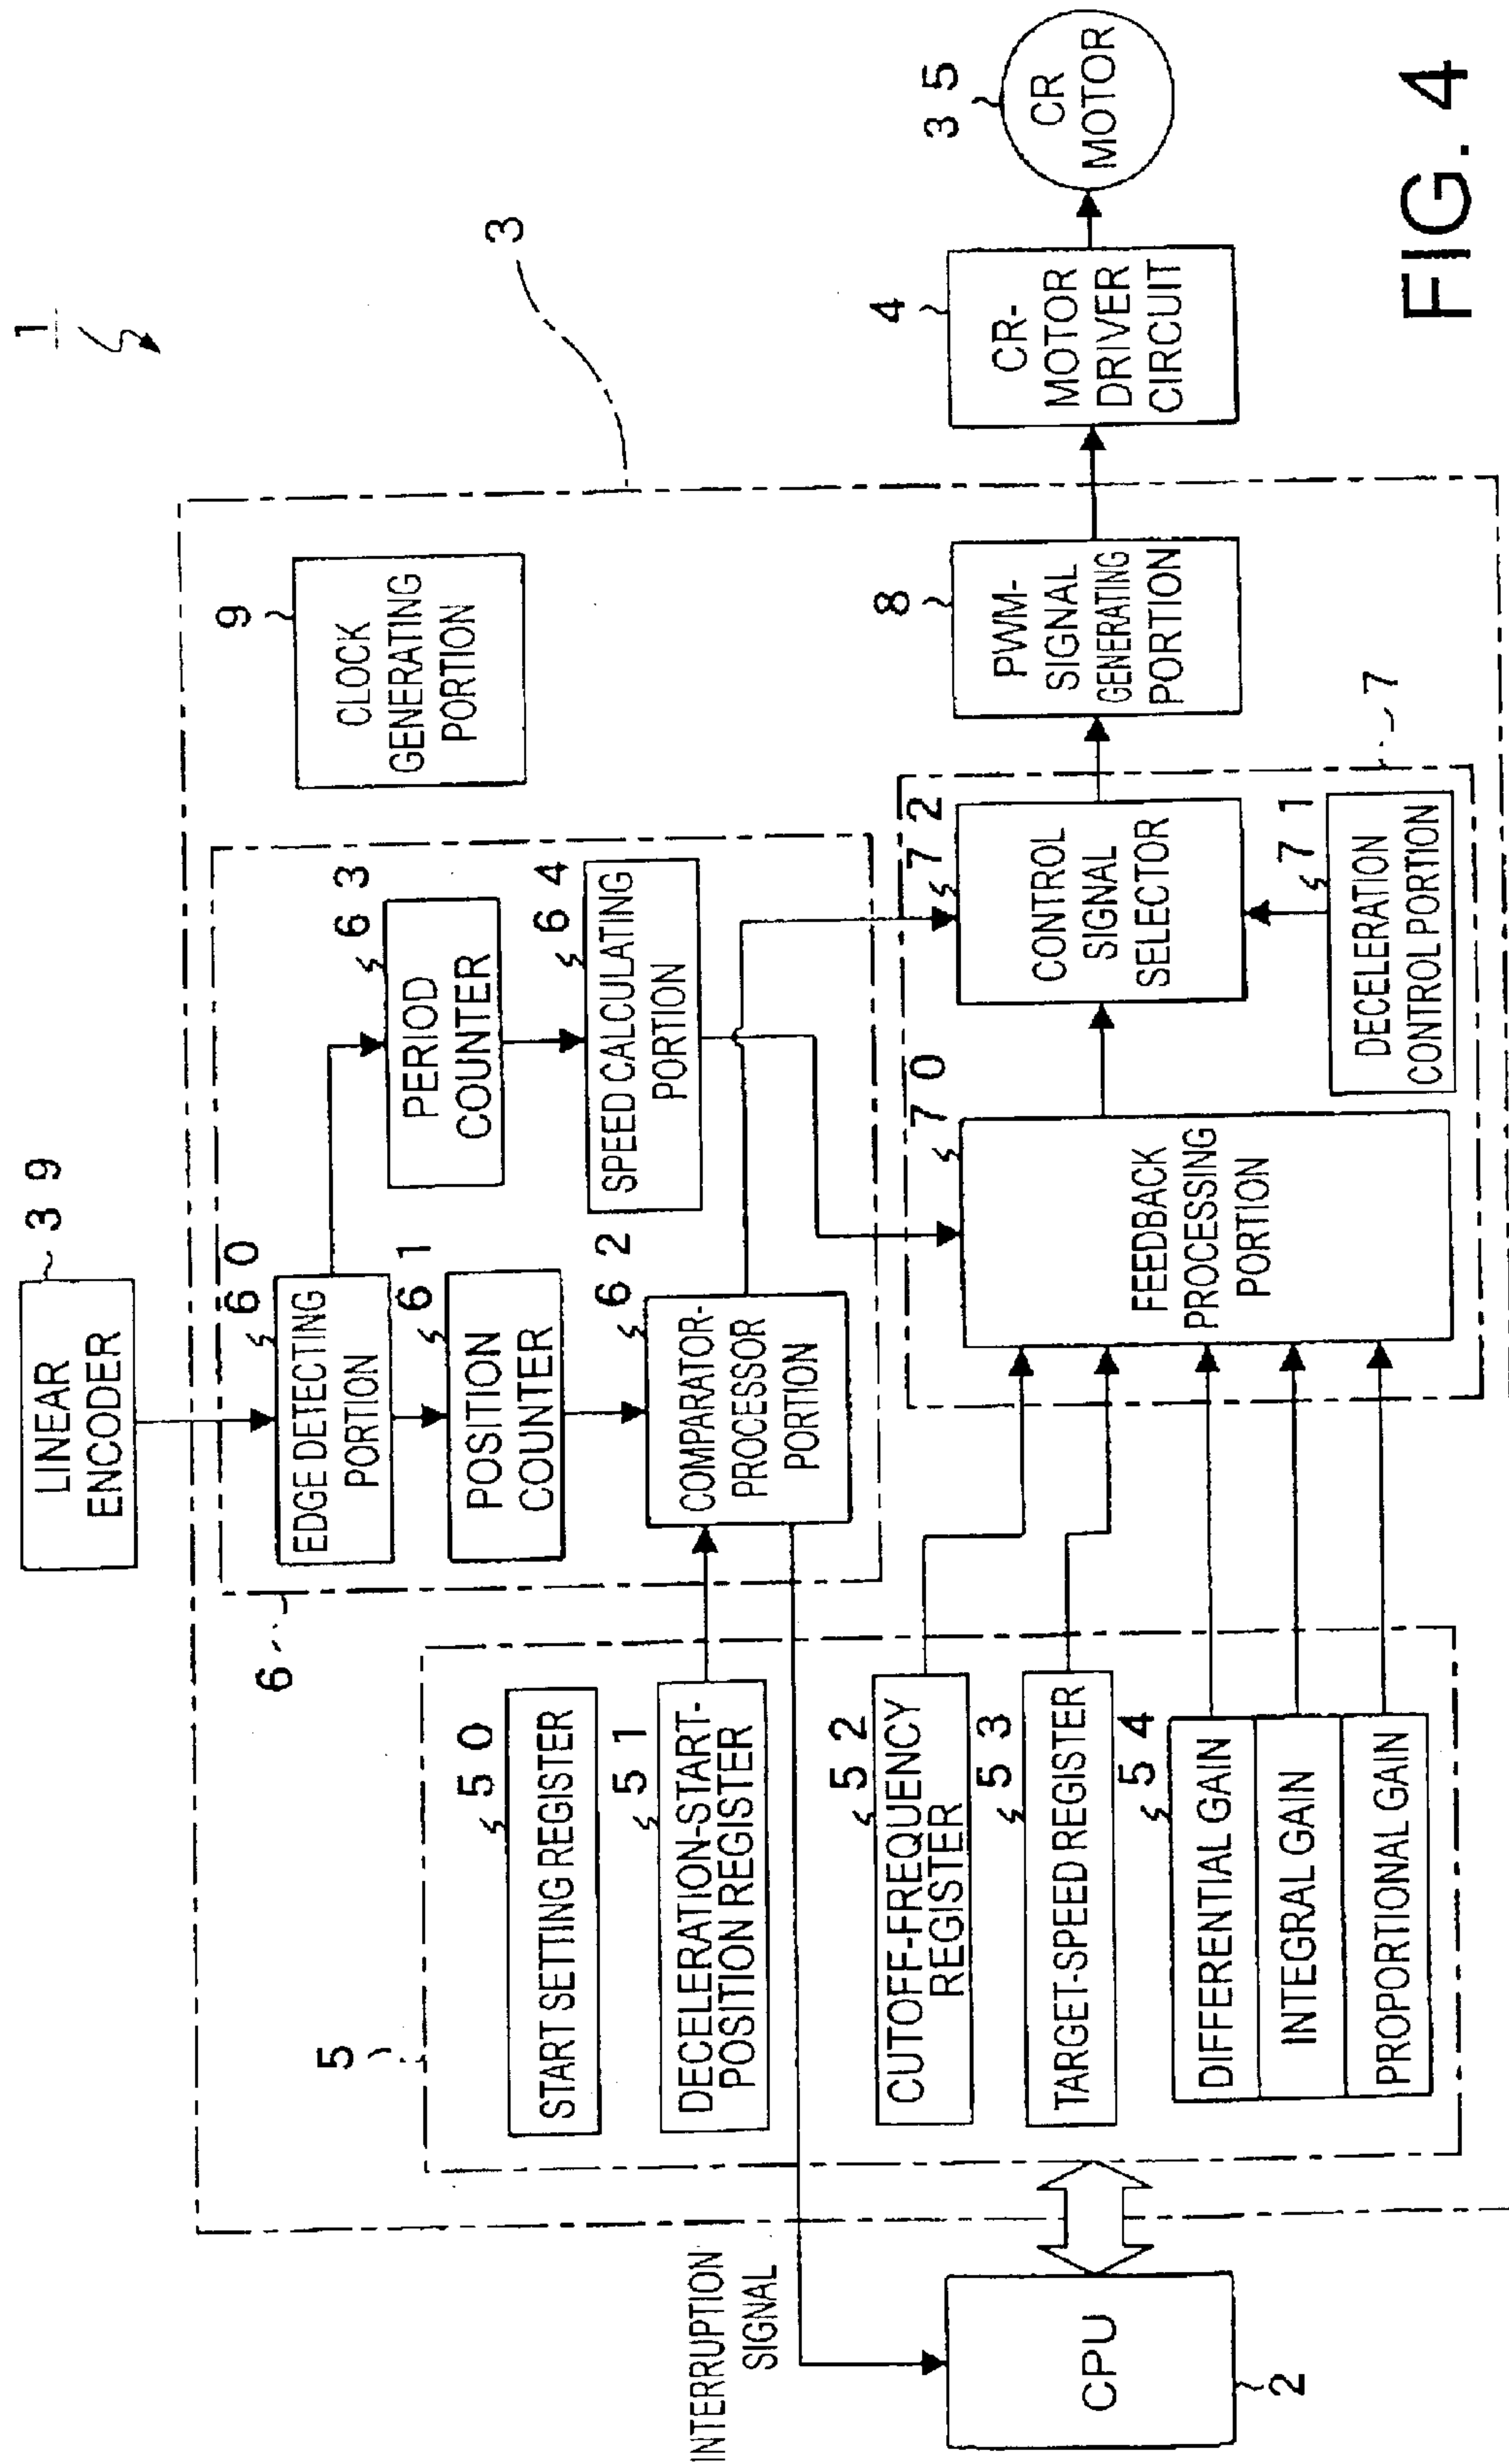 1
LINEAR
ENCODER
39
3
6
EDGE DETECTING
PORTION
60
POSITION
COUNTER
61
COMPARATOR-
PROCESSOR
PORTION
62
PERIOD
COUNTER
63
SPEED CALCULATING
PORTION
64
CLOCK
GENERATING
PORTION
9
5
START SETTING REGISTER
50
DECELERATION-START-
POSITION REGISTER
51
CUTOFF-FREQUENCY
REGISTER
52
TARGET-SPEED REGISTER
53
DIFFERENTIAL GAIN
INTEGRAL GAIN
PROPOTIONAL GAIN
54
INTERRUPTION
SIGNAL
CPU
2
FEEDBACK
PROCESSING
PORTION
70
CONTROL
SIGNAL
SELECTOR
72
DECELERATION
CONTROL PORTION
71
7
PWM-
SIGNAL
GENERATING
PORTION
8
CR-
MOTOR
DRIVER
CIRCUIT
4
CR
MOTOR
35
FIG. 4